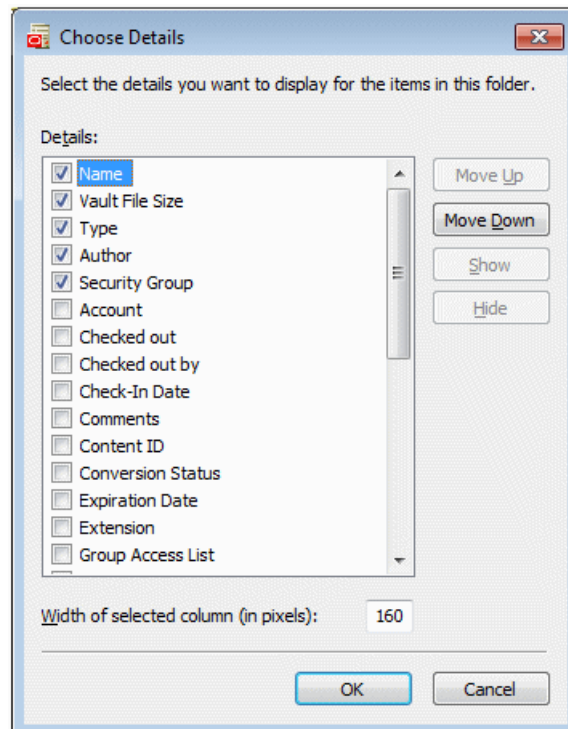 Choose Details
Select the details you want to display for the items in this folder.
Details:
Name
Vault File Size
Type
Author
Security Group
Account
Checked out
Checked out by
Check-In Date
Comments
Content ID
Conversion Status
Expiration Date
Extension
Group Access List
Move Up
Move Down
Show
Hide
Width of selected column (in pixels): 160
OK Cancel